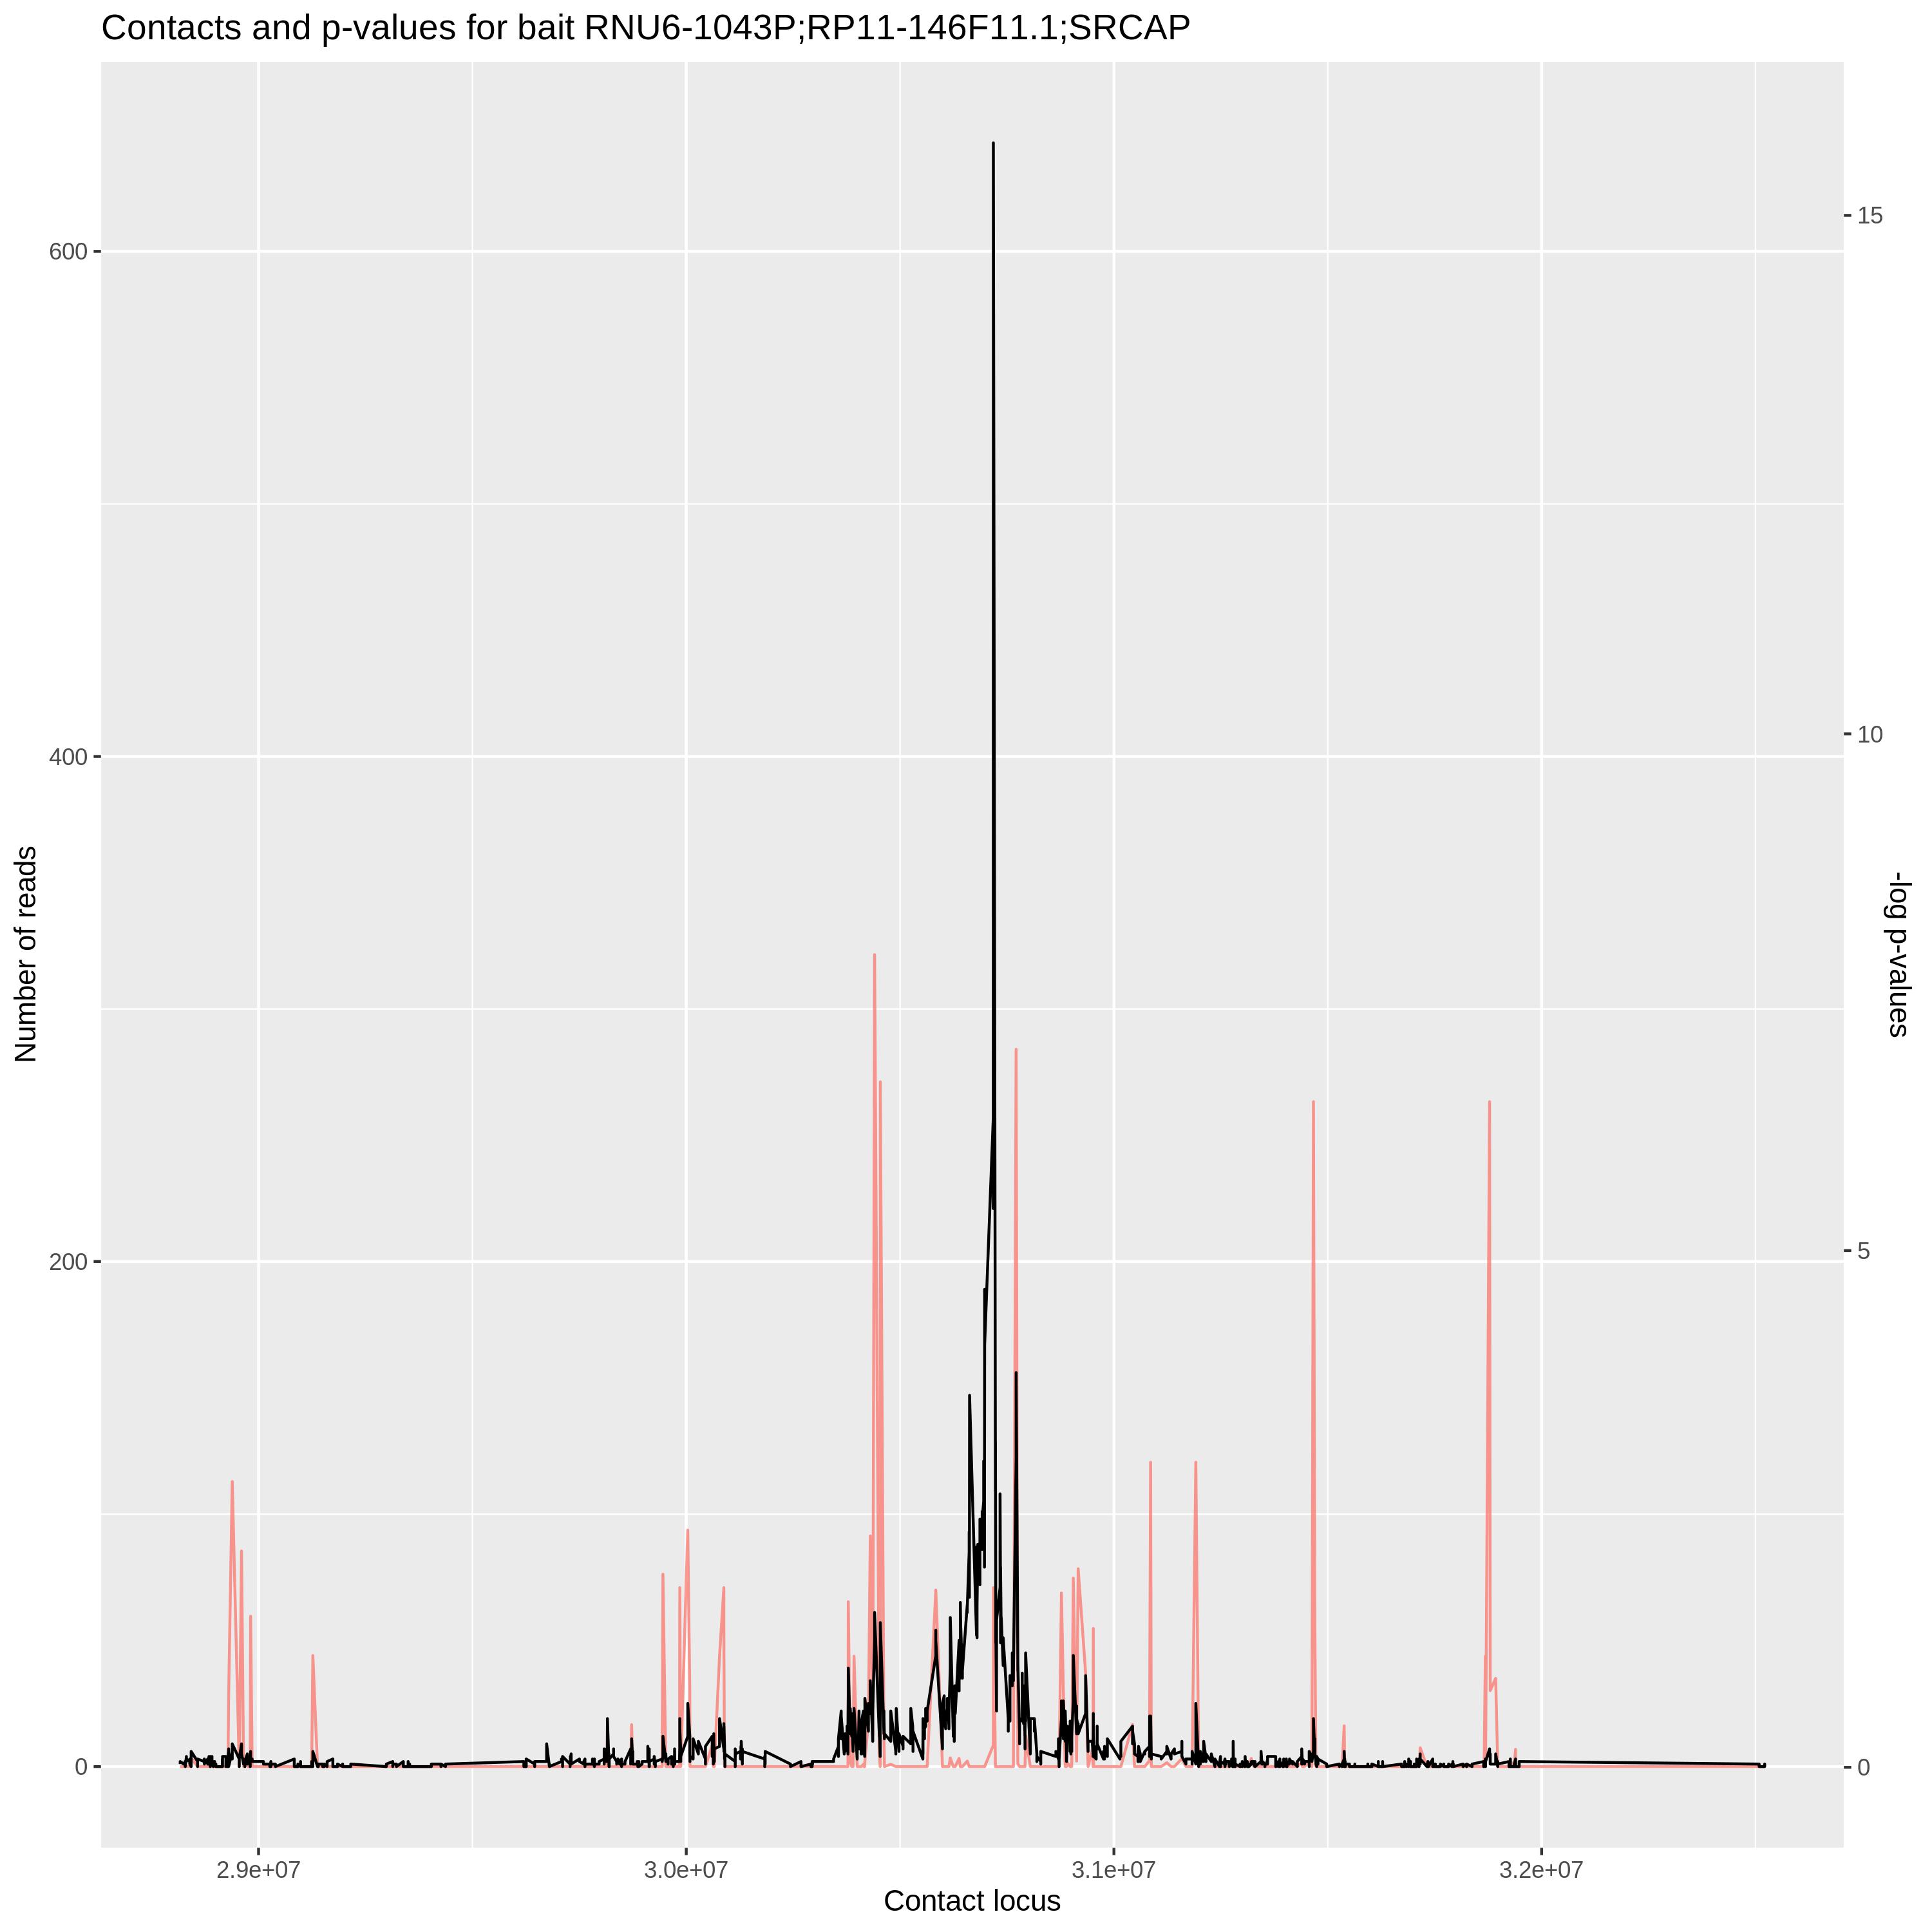 Contacts and p-values for bait RNU6-1043P;RP11-146F11.1;SRCAP
600
400
200
0
Number of reads
15
10
5
0
-log p-values
2.9e+07
3.0e+07
3.1e+07
3.2e+07
Contact locus